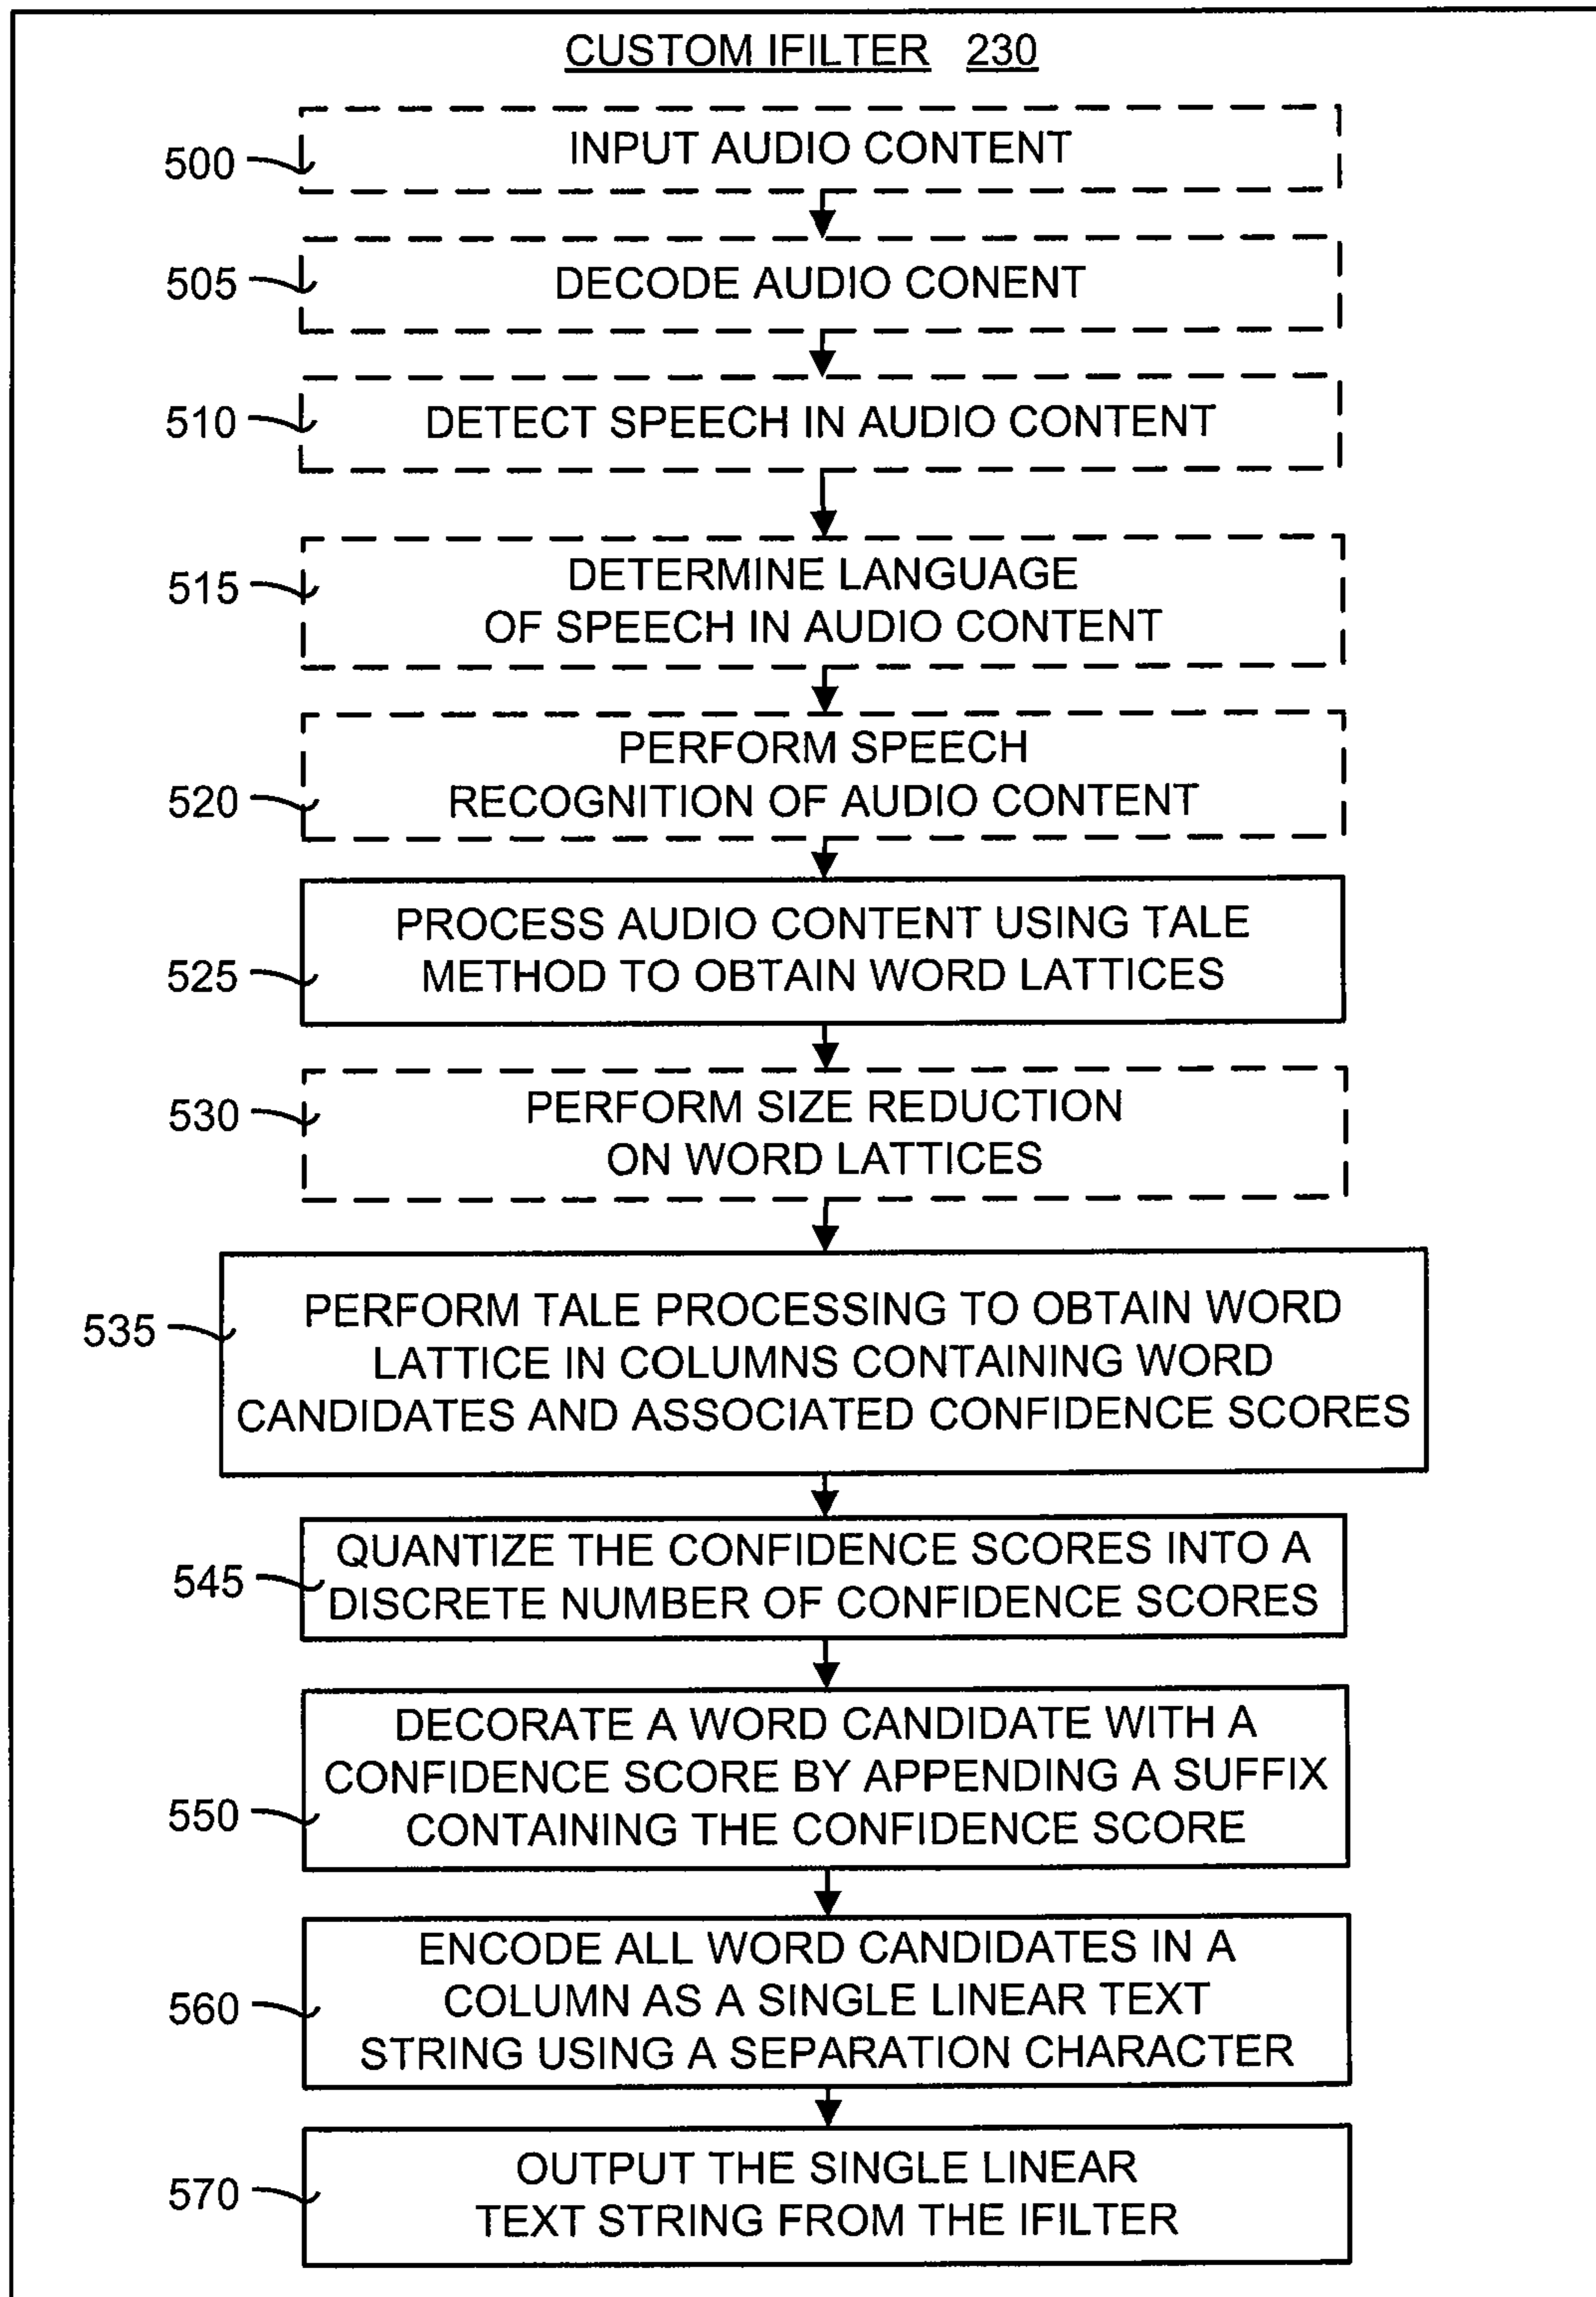 CUSTOM IFILTER 230
500
INPUT AUDIO CONTENT
505
DECODE AUDIO CONENT
510
DETECT SPEECH IN AUDIO CONTENT
515
DETERMINE LANGUAGE
OF SPEECH IN AUDIO CONTENT
520
PERFORM SPEECH
RECOGNITION OF AUDIO CONTENT
525
PROCESS AUDIO CONTENT USING TALE
METHOD TO OBTAIN WORD LATTICES
530
PERFORM SIZE REDUCTION
ON WORD LATTICES
535
PERFORM TALE PROCESSING TO OBTAIN WORD
LATTICE IN COLUMNS CONTAINING WORD
CANDIDATES AND ASSOCIATED CONFIDENCE SCORES
545
QUANTIZE THE CONFIDENCE SCORES INTO A
DISCRETE NUMBER OF CONFIDENCE SCORES
550
DECORATE A WORD CANDIDATE WITH A
CONFIDENCE SCORE BY APPENDING A SUFFIX
CONTAINING THE CONFIDENCE SCORE
560
ENCODE ALL WORD CANDIDATES IN A
COLUMN AS A SINGLE LINEAR TEXT
STRING USING A SEPARATION CHARACTER
570
OUTPUT THE SINGLE LINEAR
TEXT STRING FROM THE IFILTER